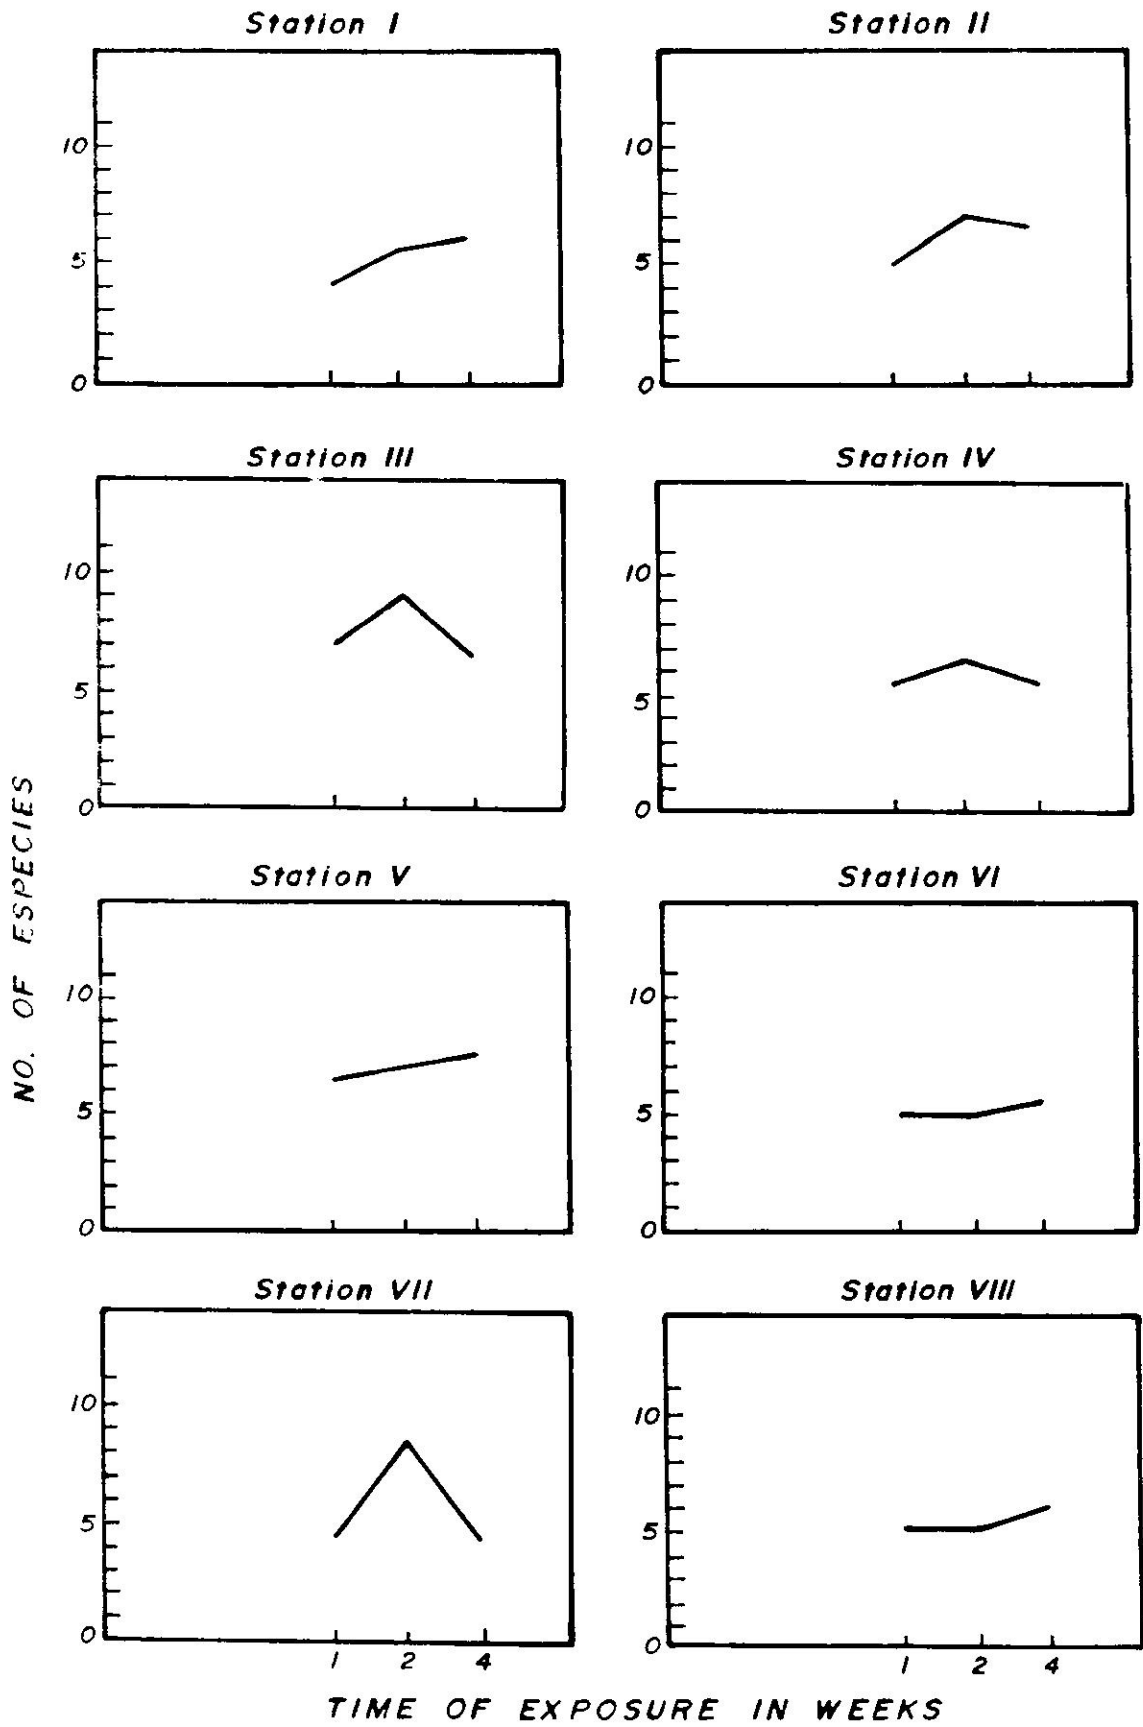 Station I
10
5
0
Station II
10
5
0
Station III
10
5
0
Station IV
10
5
0
Station V
10
5
0
Station VI
10
5
0
Station VII
10
5
0
1 2 4
Station VIII
10
5
0
1 2 4
NO. OF ESPECIES
TIME OF EXPOSURE IN WEEKS